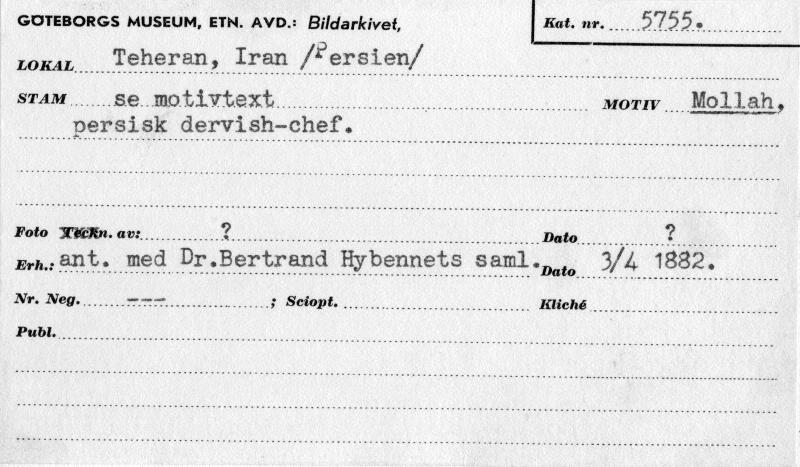 GÖTEBORGS MUSEUM, ETN. AVD.: Bildarkivet,
Kat. nr. 5755.
LOKAL Teheran, Iran /Persien/
STAM se motivtext MOTIV Mollah,
persisk dervish-chef.
Foto Teckn. av: ? Dato ?
Erh.: ant. med Dr.Bertrand Hybennets saml. Dato 3/4 1882.
Nr. Neg. --- ; Sciopt. Kliché
Publ.